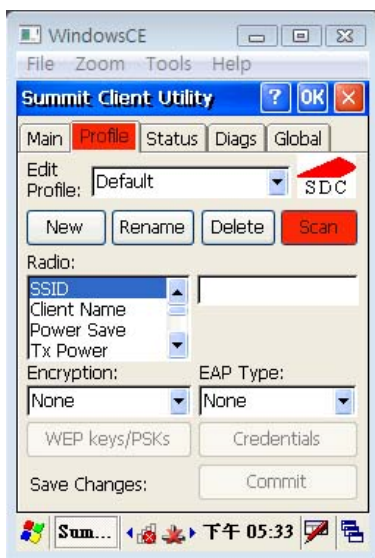 WindowsCE
File Zoom Tools Help
Summit Client Utility ? OK
Main Profile Status Diags Global
Edit Profile: Default
SDC
New Rename Delete Scan
Radio:
SSID
Client Name
Power Save
Tx Power
Encryption: EAP Type:
None None
WEP keys/PSKs Credentials
Save Changes: Commit
Sum... 下午 05:33